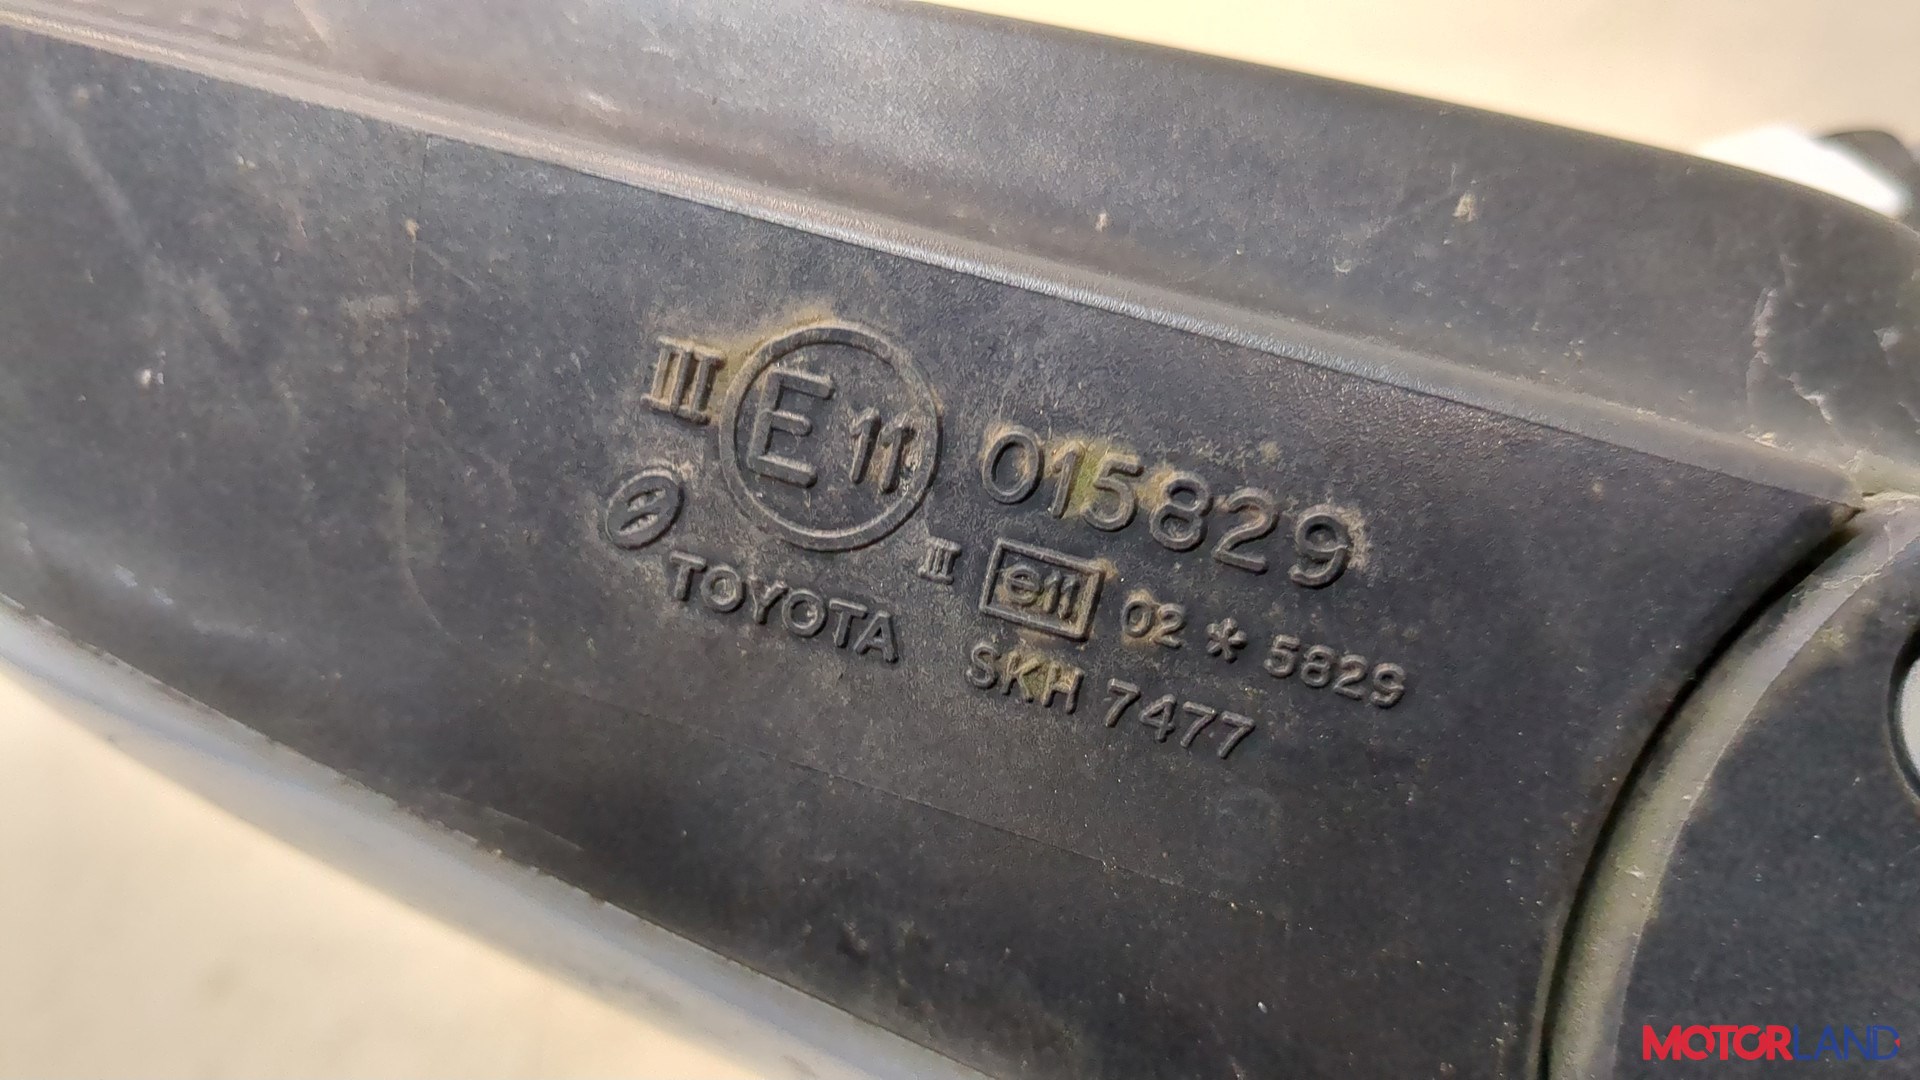 III E 11 015829
II e11 02 * 5829
TOYOTA SKH 7477
MOTORLAND